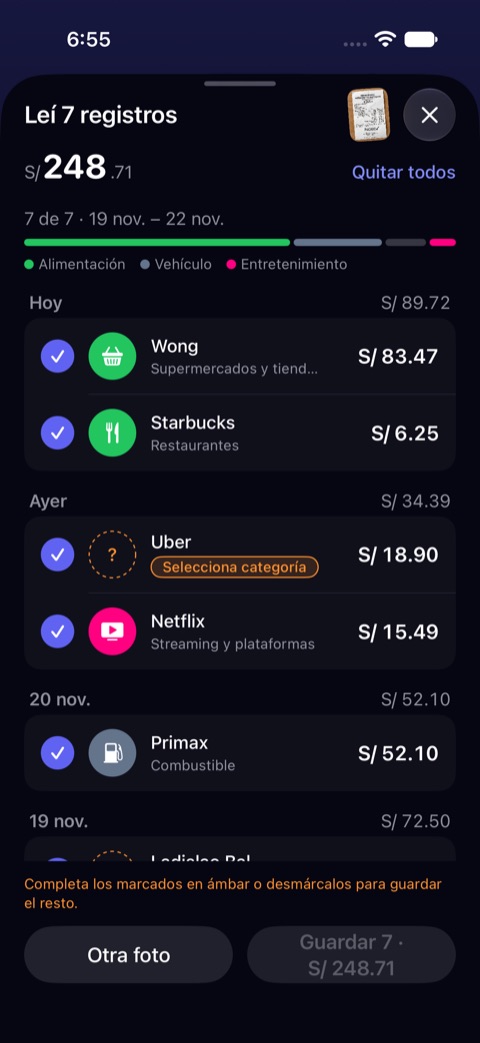 6:55
Leí 7 registros
S/248.71
Quitar todos
7 de 7 · 19 nov. – 22 nov.
Alimentación Vehículo Entretenimiento
Hoy S/ 89.72
Wong
Supermercados y tiend...
S/ 83.47
Starbucks
Restaurantes
S/ 6.25
Ayer S/ 34.39
?
Uber
Selecciona categoría
S/ 18.90
Netflix
Streaming y plataformas
S/ 15.49
20 nov. S/ 52.10
Primax
Combustible
S/ 52.10
19 nov. S/ 72.50
Completa los marcados en ámbar o desmárcalos para guardar
el resto.
Otra foto
Guardar 7 ·
S/ 248.71